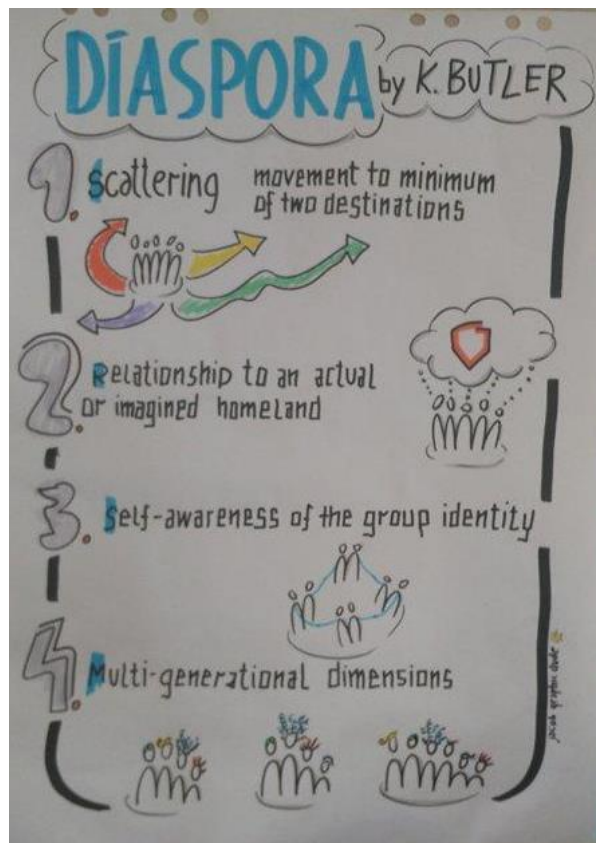 DIASPORA by K. BUTLER
1. Scattering movement to minimum
of two destinations
2. Relationship to an actual
or imagined homeland
3. Self-awareness of the group identity
4. Multi-generational dimensions